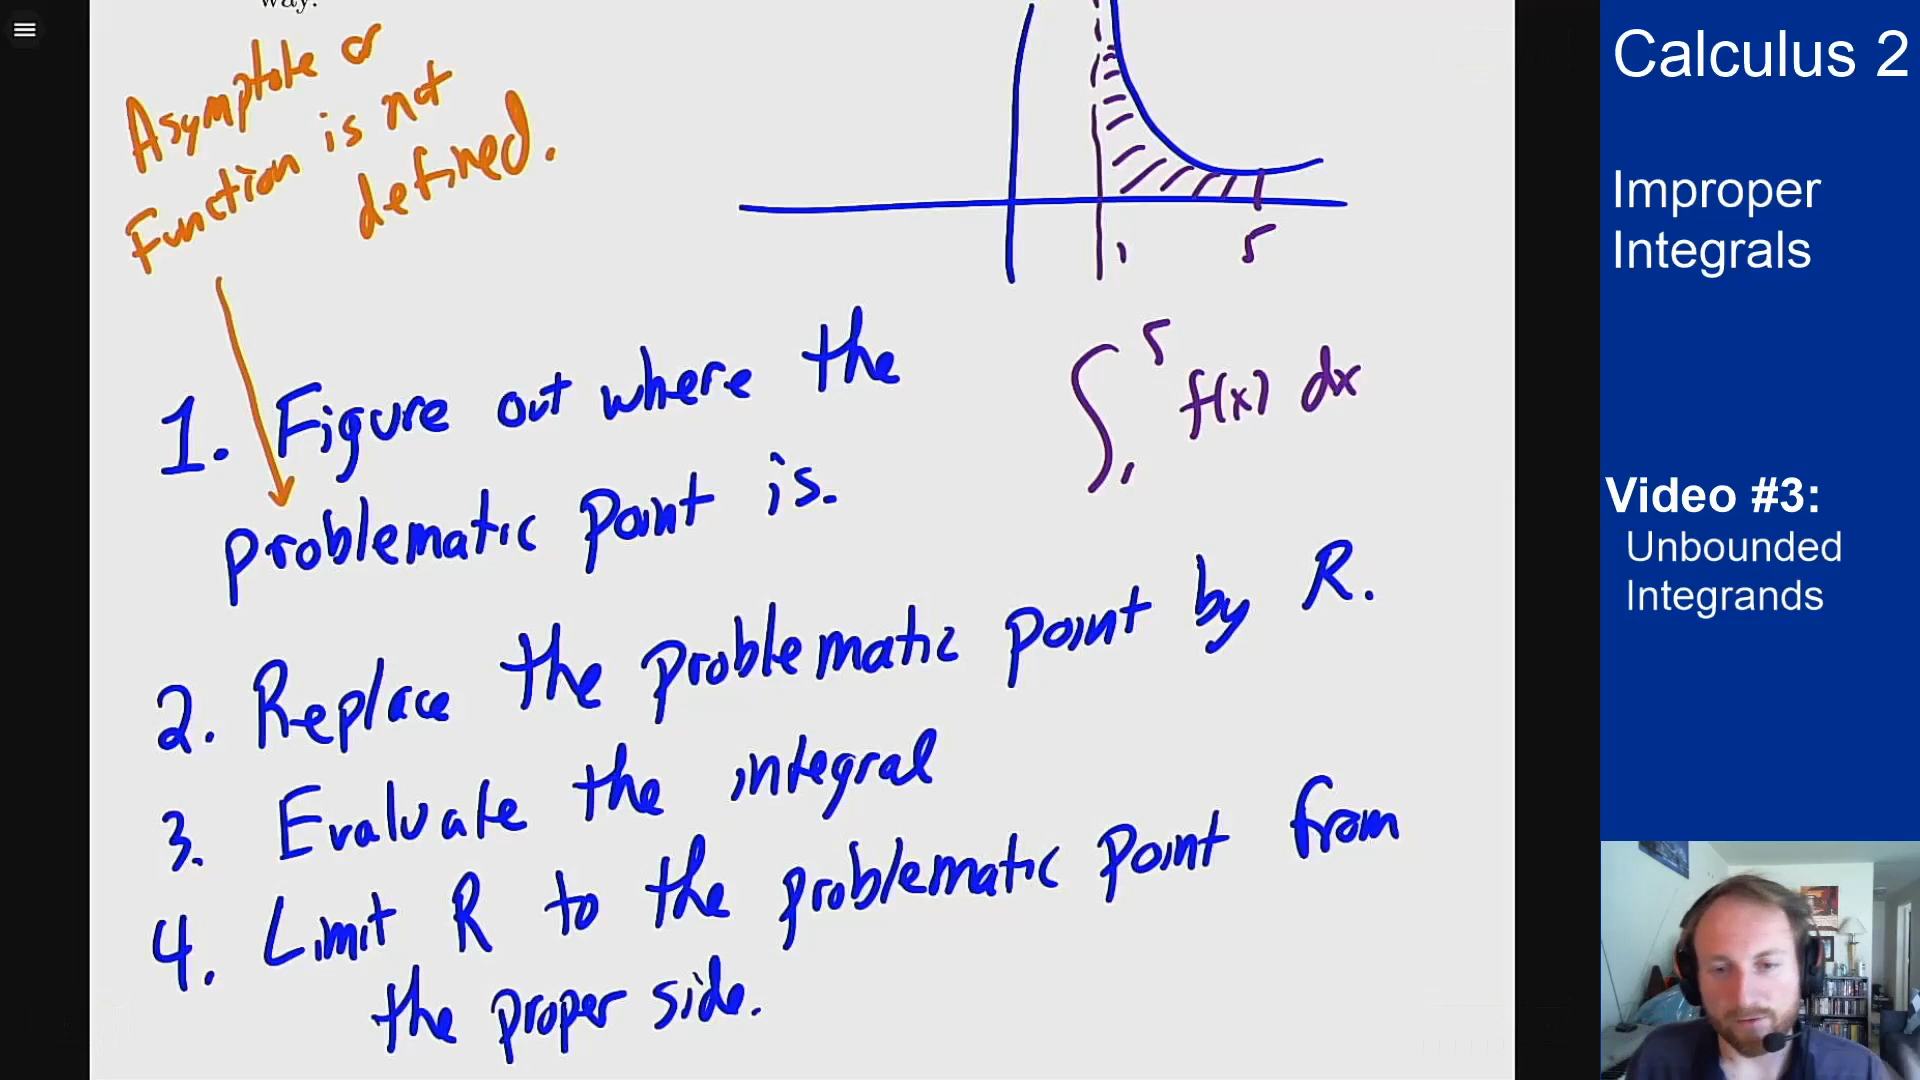 way.
Asymptote or
Function is not
defined.
1
5
1. Figure out where the
problematic point is.
∫₁⁵ f(x) dx
2. Replace the problematic point by R.
3. Evaluate the integral
4. Limit R to the problematic point from
the proper side.
Calculus 2
Improper
Integrals
Video #3:
Unbounded
Integrands